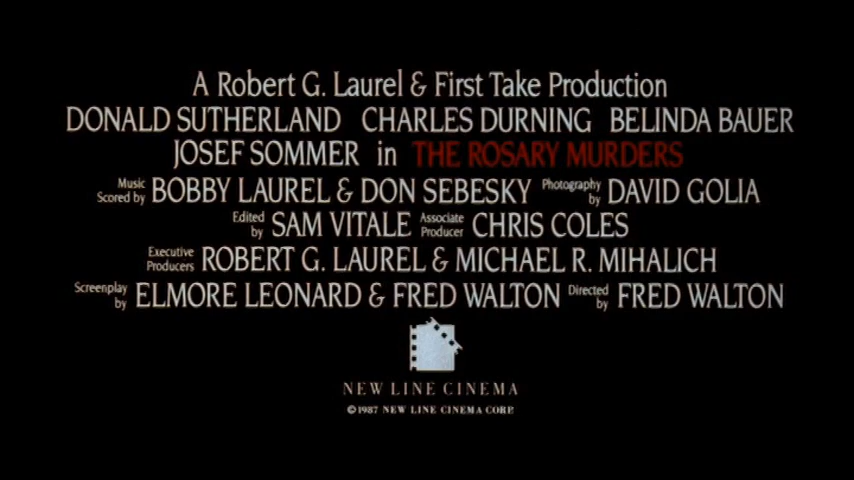 A Robert G. Laurel & First Take Production
DONALD SUTHERLAND CHARLES DURNING BELINDA BAUER
JOSEF SOMMER in THE ROSARY MURDERS
Music Scored by BOBBY LAUREL & DON SEBESKY Photography by DAVID GOLIA
Edited by SAM VITALE Associate Producer CHRIS COLES
Executive Producers ROBERT G. LAUREL & MICHAEL R. MIHALICH
Screenplay by ELMORE LEONARD & FRED WALTON Directed by FRED WALTON
NEW LINE CINEMA
©1987 NEW LINE CINEMA CORP.